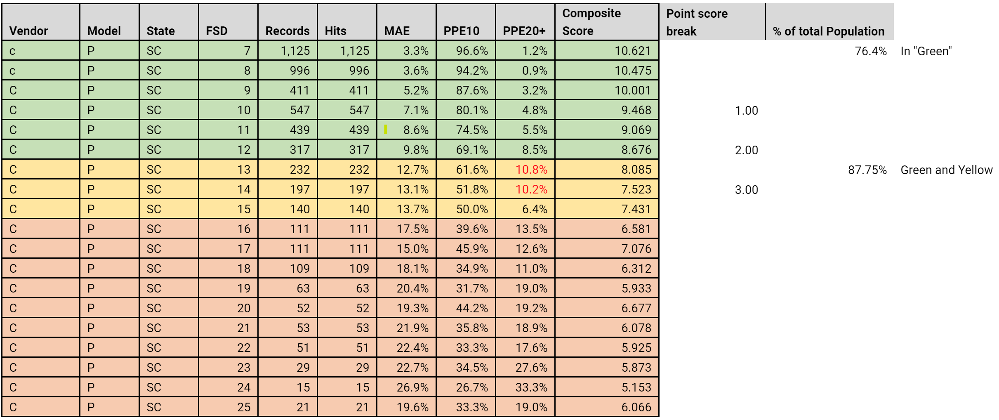 Vendor Model State FSD Records Hits MAE PPE10 PPE20+ Composite Score Point score break % of total Population
c P SC 7 1,125 1,125 3.3% 96.6% 1.2% 10.621 76.4% In "Green"
c P SC 8 996 996 3.6% 94.2% 0.9% 10.475
C P SC 9 411 411 5.2% 87.6% 3.2% 10.001
C P SC 10 547 547 7.1% 80.1% 4.8% 9.468 1.00
C P SC 11 439 439 8.6% 74.5% 5.5% 9.069
C P SC 12 317 317 9.8% 69.1% 8.5% 8.676 2.00
C P SC 13 232 232 12.7% 61.6% 10.8% 8.085 87.75% Green and Yellow
C P SC 14 197 197 13.1% 51.8% 10.2% 7.523 3.00
C P SC 15 140 140 13.7% 50.0% 6.4% 7.431
C P SC 16 111 111 17.5% 39.6% 13.5% 6.581
C P SC 17 111 111 15.0% 45.9% 12.6% 7.076
C P SC 18 109 109 18.1% 34.9% 11.0% 6.312
C P SC 19 63 63 20.4% 31.7% 19.0% 5.933
C P SC 20 52 52 19.3% 44.2% 19.2% 6.677
C P SC 21 53 53 21.9% 35.8% 18.9% 6.078
C P SC 22 51 51 22.4% 33.3% 17.6% 5.925
C P SC 23 29 29 22.7% 34.5% 27.6% 5.873
C P SC 24 15 15 26.9% 26.7% 33.3% 5.153
C P SC 25 21 21 19.6% 33.3% 19.0% 6.066